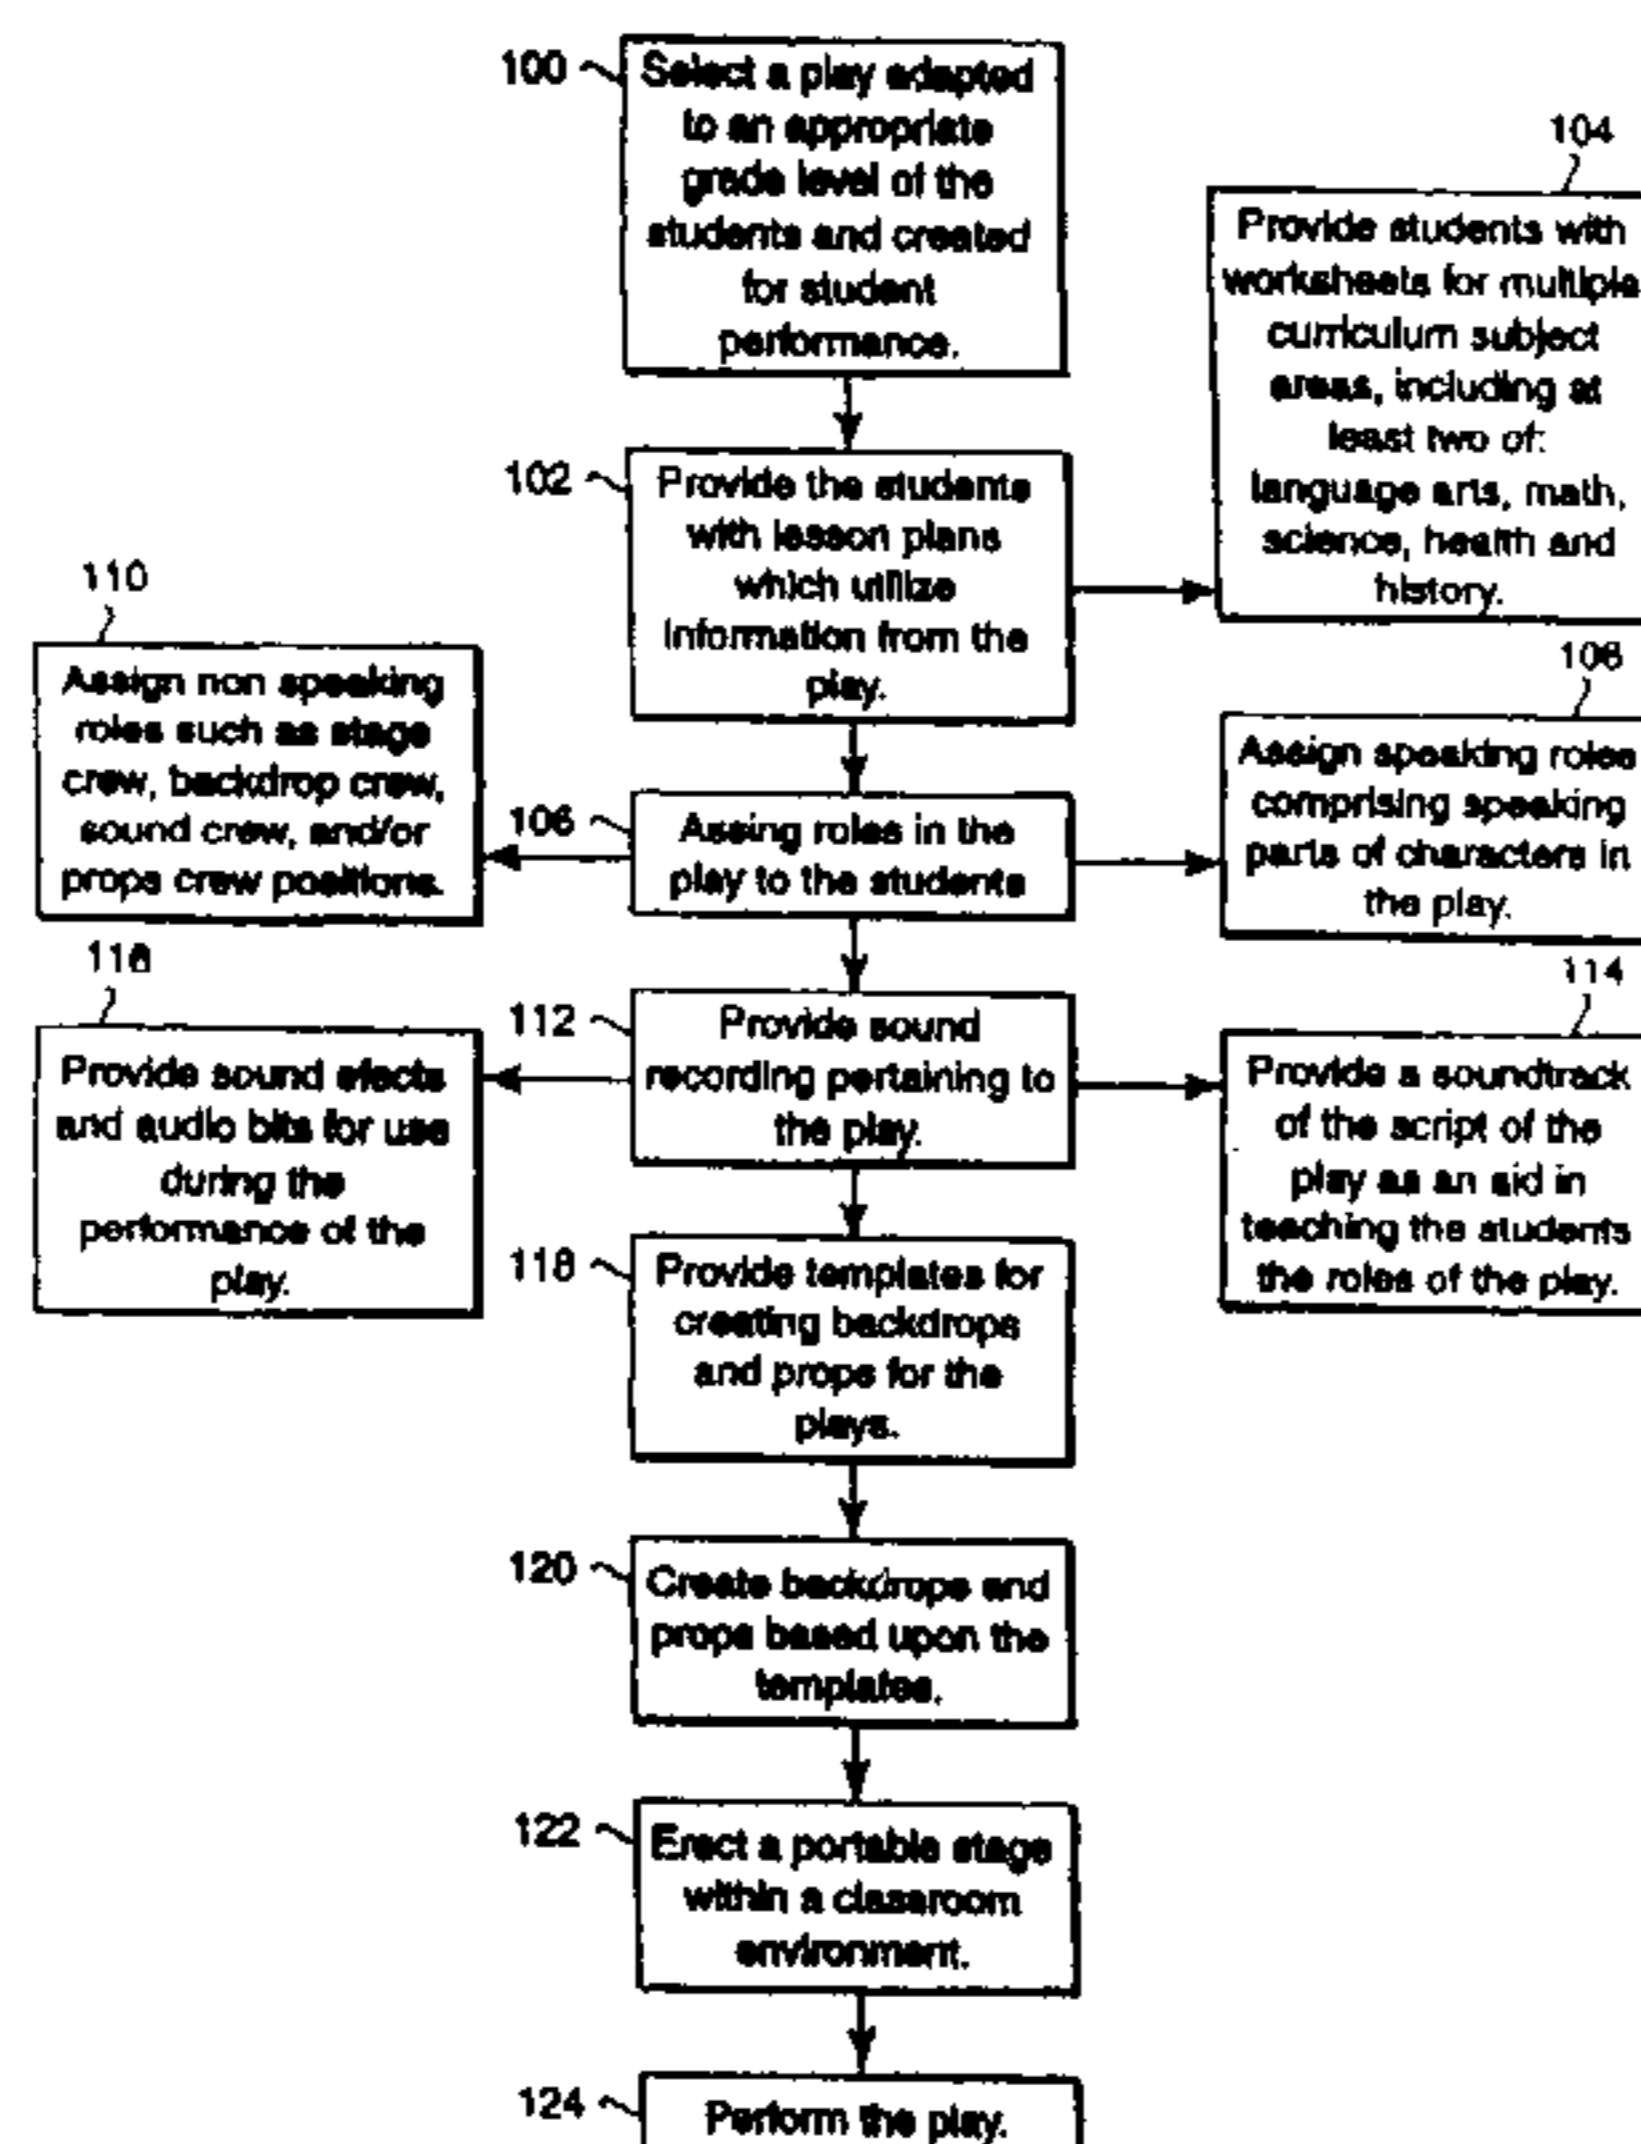 100
Select a play adapted
to an appropriate
grade level of the
students and created
for student
performance.
104
Provide students with
worksheets for multiple
curriculum subject
areas, including at
least two of:
language arts, math,
science, health and
history.
102
Provide the students
with lesson plans
which utilize
information from the
play.
110
Assign non speaking
roles such as stage
crew, backdrop crew,
sound crew, and/or
props crew positions.
106
Assing roles in the
play to the students
108
Assign speaking roles
comprising speaking
parts of characters in
the play.
116
Provide sound efects
and audio bits for use
during the
performance of the
play.
112
Provide sound
recording pertaining to
the play.
114
Provide a soundtrack
of the script of the
play as an aid in
teaching the students
the roles of the play.
118
Provide templates for
creating backdrops
and props for the
plays.
120
Create backdrops and
props based upon the
templates.
122
Erect a portable stage
within a classroom
environment.
124
Perform the play.